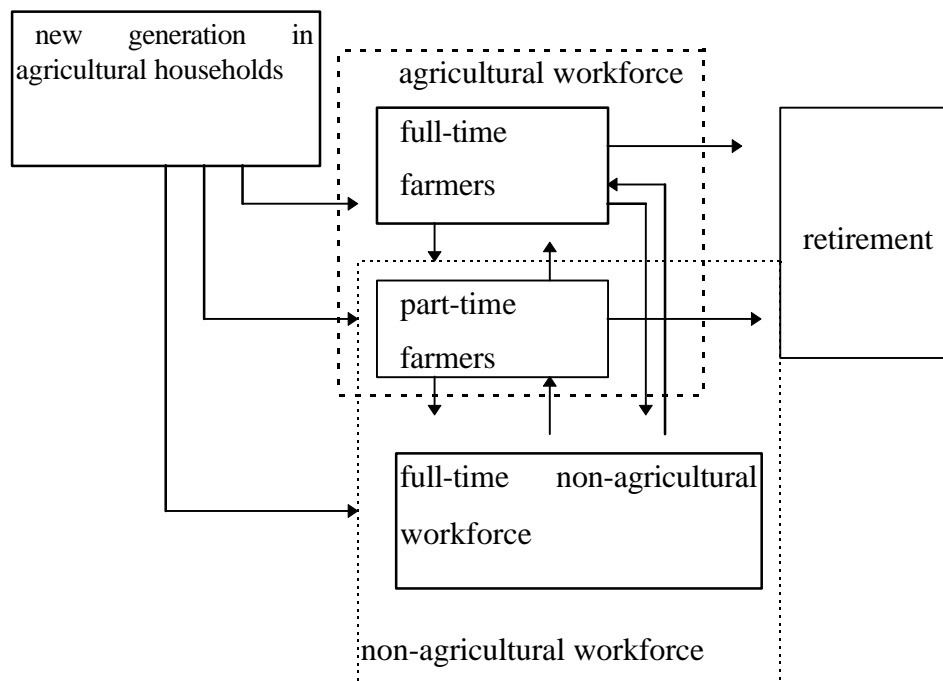 new generation in
agricultural households
agricultural workforce
full-time
farmers
retirement
part-time
farmers
full-time non-agricultural
workforce
non-agricultural workforce